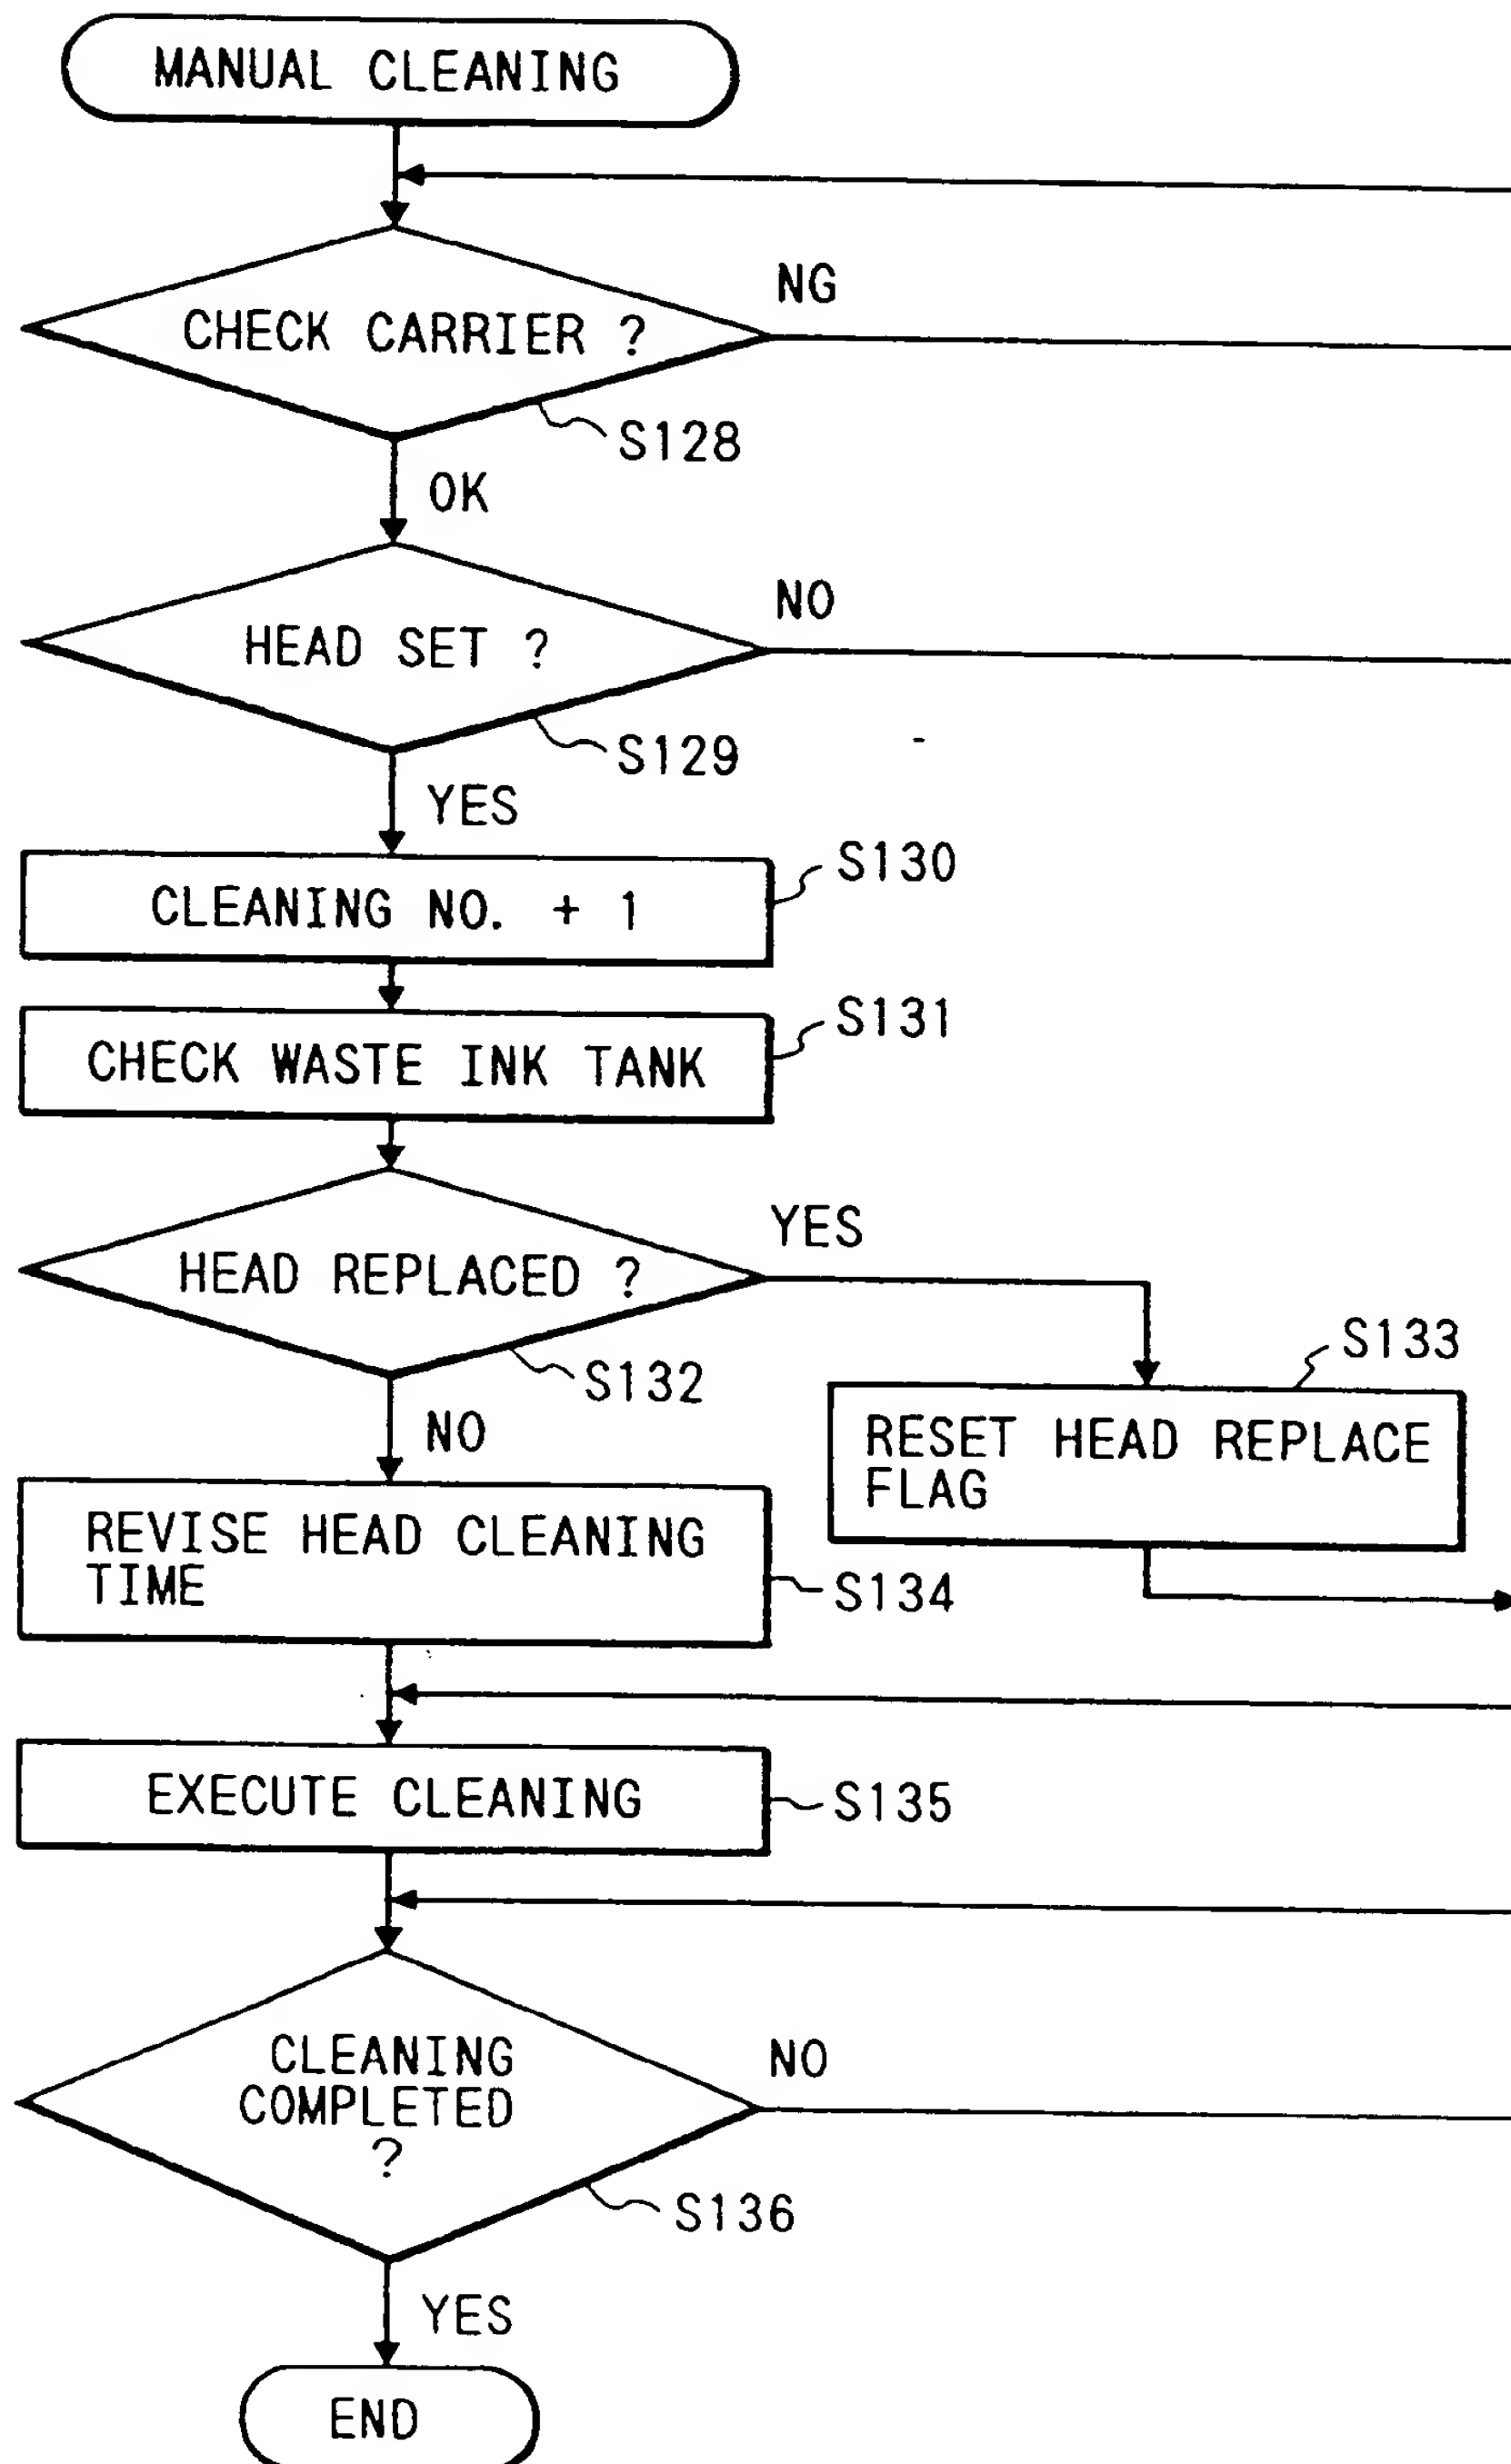 MANUAL CLEANING
NG
CHECK CARRIER ?
S128
OK
NO
HEAD SET ?
S129
YES
S130
CLEANING NO. + 1
S131
CHECK WASTE INK TANK
YES
HEAD REPLACED ?
S133
S132
NO
RESET HEAD REPLACE
FLAG
REVISE HEAD CLEANING
TIME
S134
EXECUTE CLEANING
S135
CLEANING
NO
COMPLETED
?
S136
YES
END